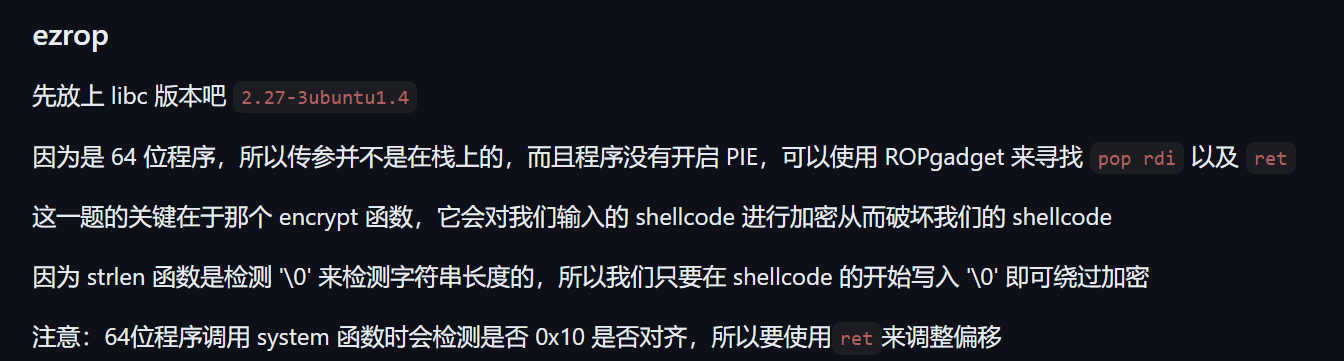 ezrop
先放上 libc 版本吧 2.27-3ubuntu1.4
因为是 64 位程序，所以传参并不是在栈上的，而且程序没有开启 PIE，可以使用 ROPgadget 来寻找 pop rdi 以及 ret
这一题的关键在于那个 encrypt 函数，它会对我们输入的 shellcode 进行加密从而破坏我们的 shellcode
因为 strlen 函数是检测 '\0' 来检测字符串长度的，所以我们只要在 shellcode 的开始写入 '\0' 即可绕过加密
注意：64位程序调用 system 函数时会检测是否 0x10 是否对齐，所以要使用 ret 来调整偏移